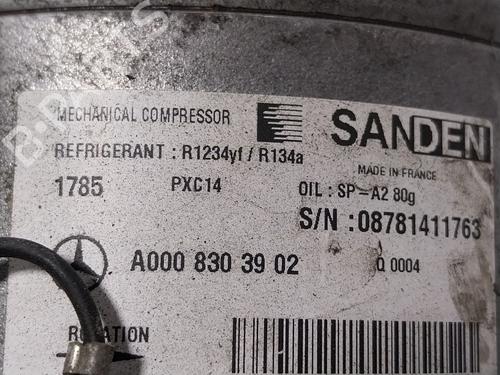 MECHANICAL COMPRESSOR
SANDEN
REFRIGERANT : R1234yf / R134a
MADE IN FRANCE
1785 PXC14 OIL : SP-A2 80g
S/N :08781411763
A000 830 39 02 Q 0004